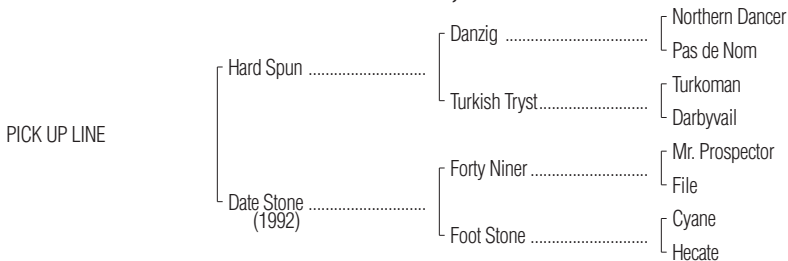 Northern Dancer
Danzig ................................
Pas de Nom
Hard Spun ...........................
Turkoman
Turkish Tryst.........................
Darbyvail
PICK UP LINE
Mr. Prospector
Forty Niner ...........................
File
Date Stone ...........................
(1992)
Cyane
Foot Stone ...........................
Hecate